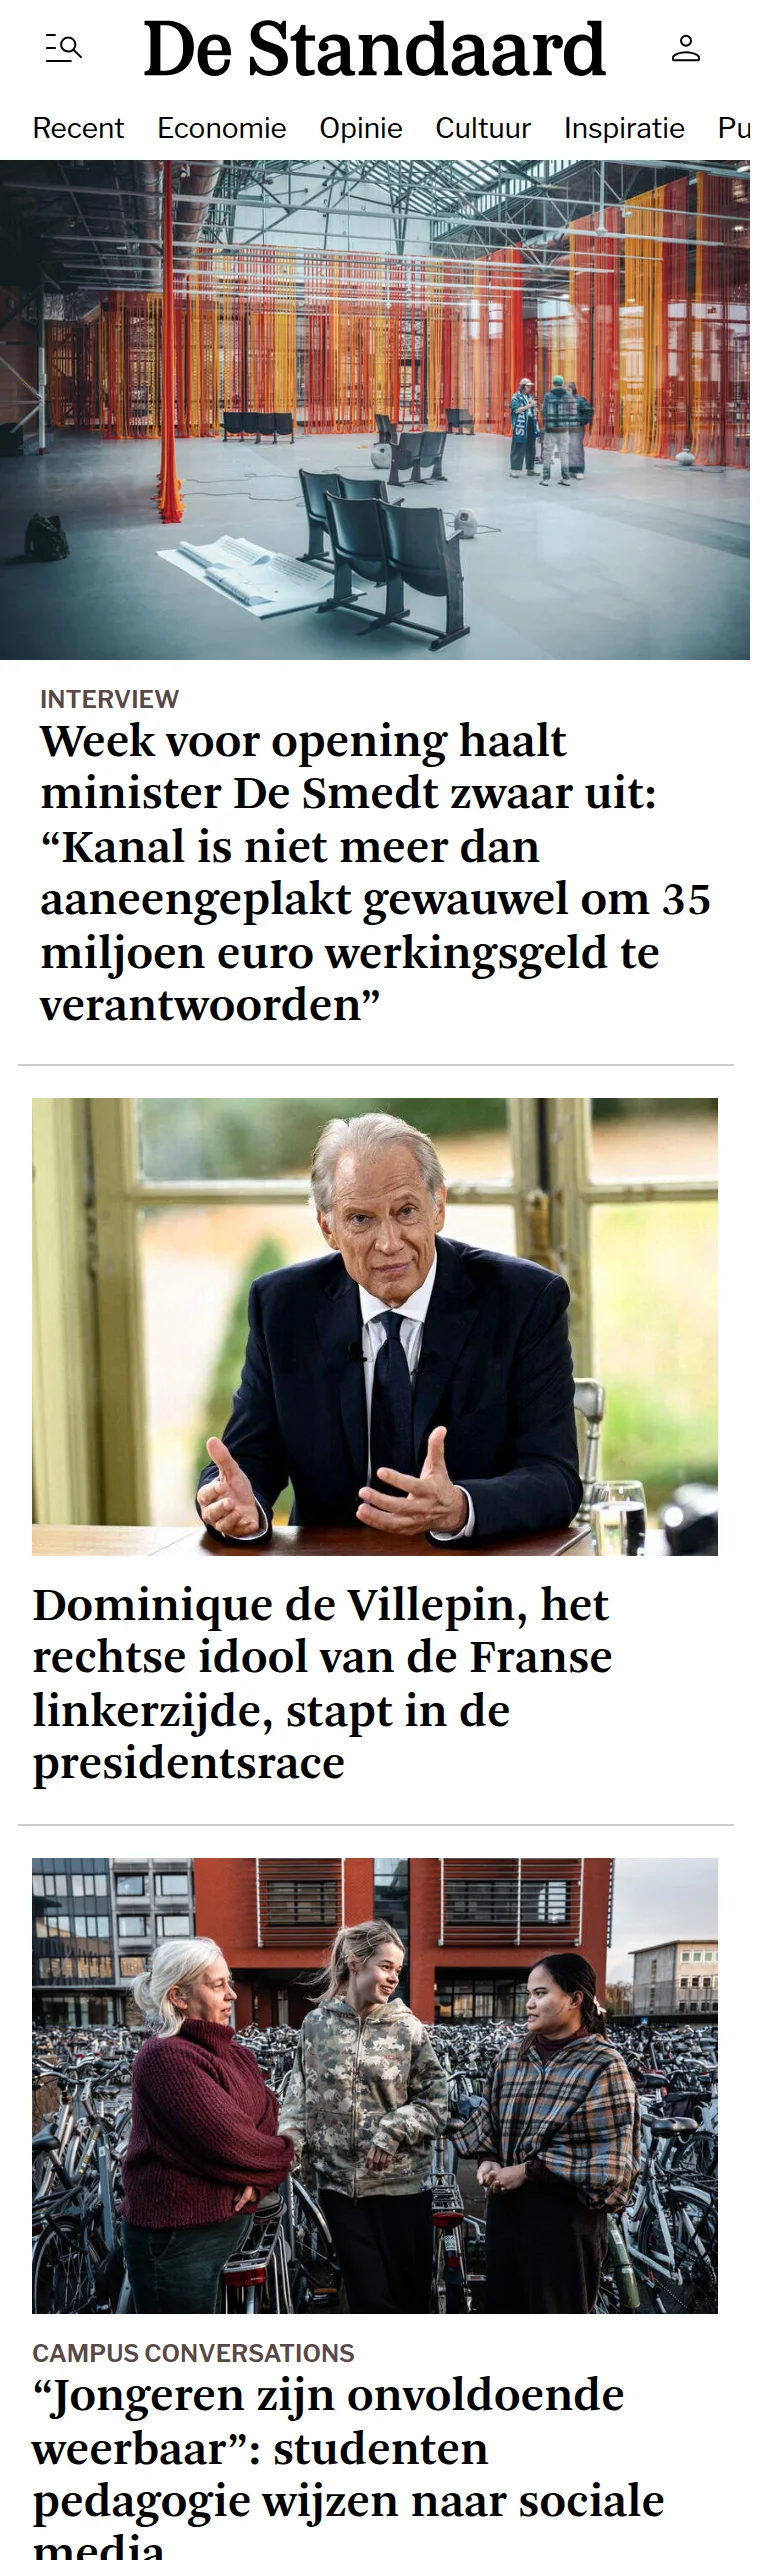 De Standaard
Recent Economie Opinie Cultuur Inspiratie Pu
INTERVIEW
Week voor opening haalt
minister De Smedt zwaar uit:
“Kanal is niet meer dan
aaneengeplakt gewauwel om 35
miljoen euro werkingsgeld te
verantwoorden”
Dominique de Villepin, het
rechtse idool van de Franse
linkerzijde, stapt in de
presidentsrace
CAMPUS CONVERSATIONS
“Jongeren zijn onvoldoende
weerbaar”: studenten
pedagogie wijzen naar sociale
media